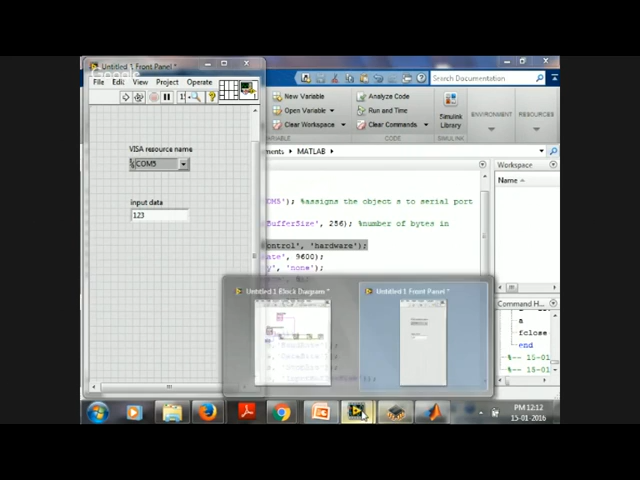 Untitled 1 Front Panel *
File Edit View Project Operate
VISA resource name
COM5
input data
123
Search Documentation
New Variable
Open Variable
Clear Workspace
VARIABLE
Analyze Code
Run and Time
Clear Commands
CODE
Simulink
Library
SIMULINK
ENVIRONMENT
RESOURCES
ments ▸ MATLAB ▸
Workspace
Name
COM5'); %assigns the object s to serial port
BufferSize', 256); %number of bytes in
ontrol', 'hardware');
ate', 9600);
y', 'none');
Untitled 1 Block Diagram *
Untitled 1 Front Panel *
Command H...
a
fclose
end
%-- 15-01
%-- 15-01
PM 12:12
15-01-2016